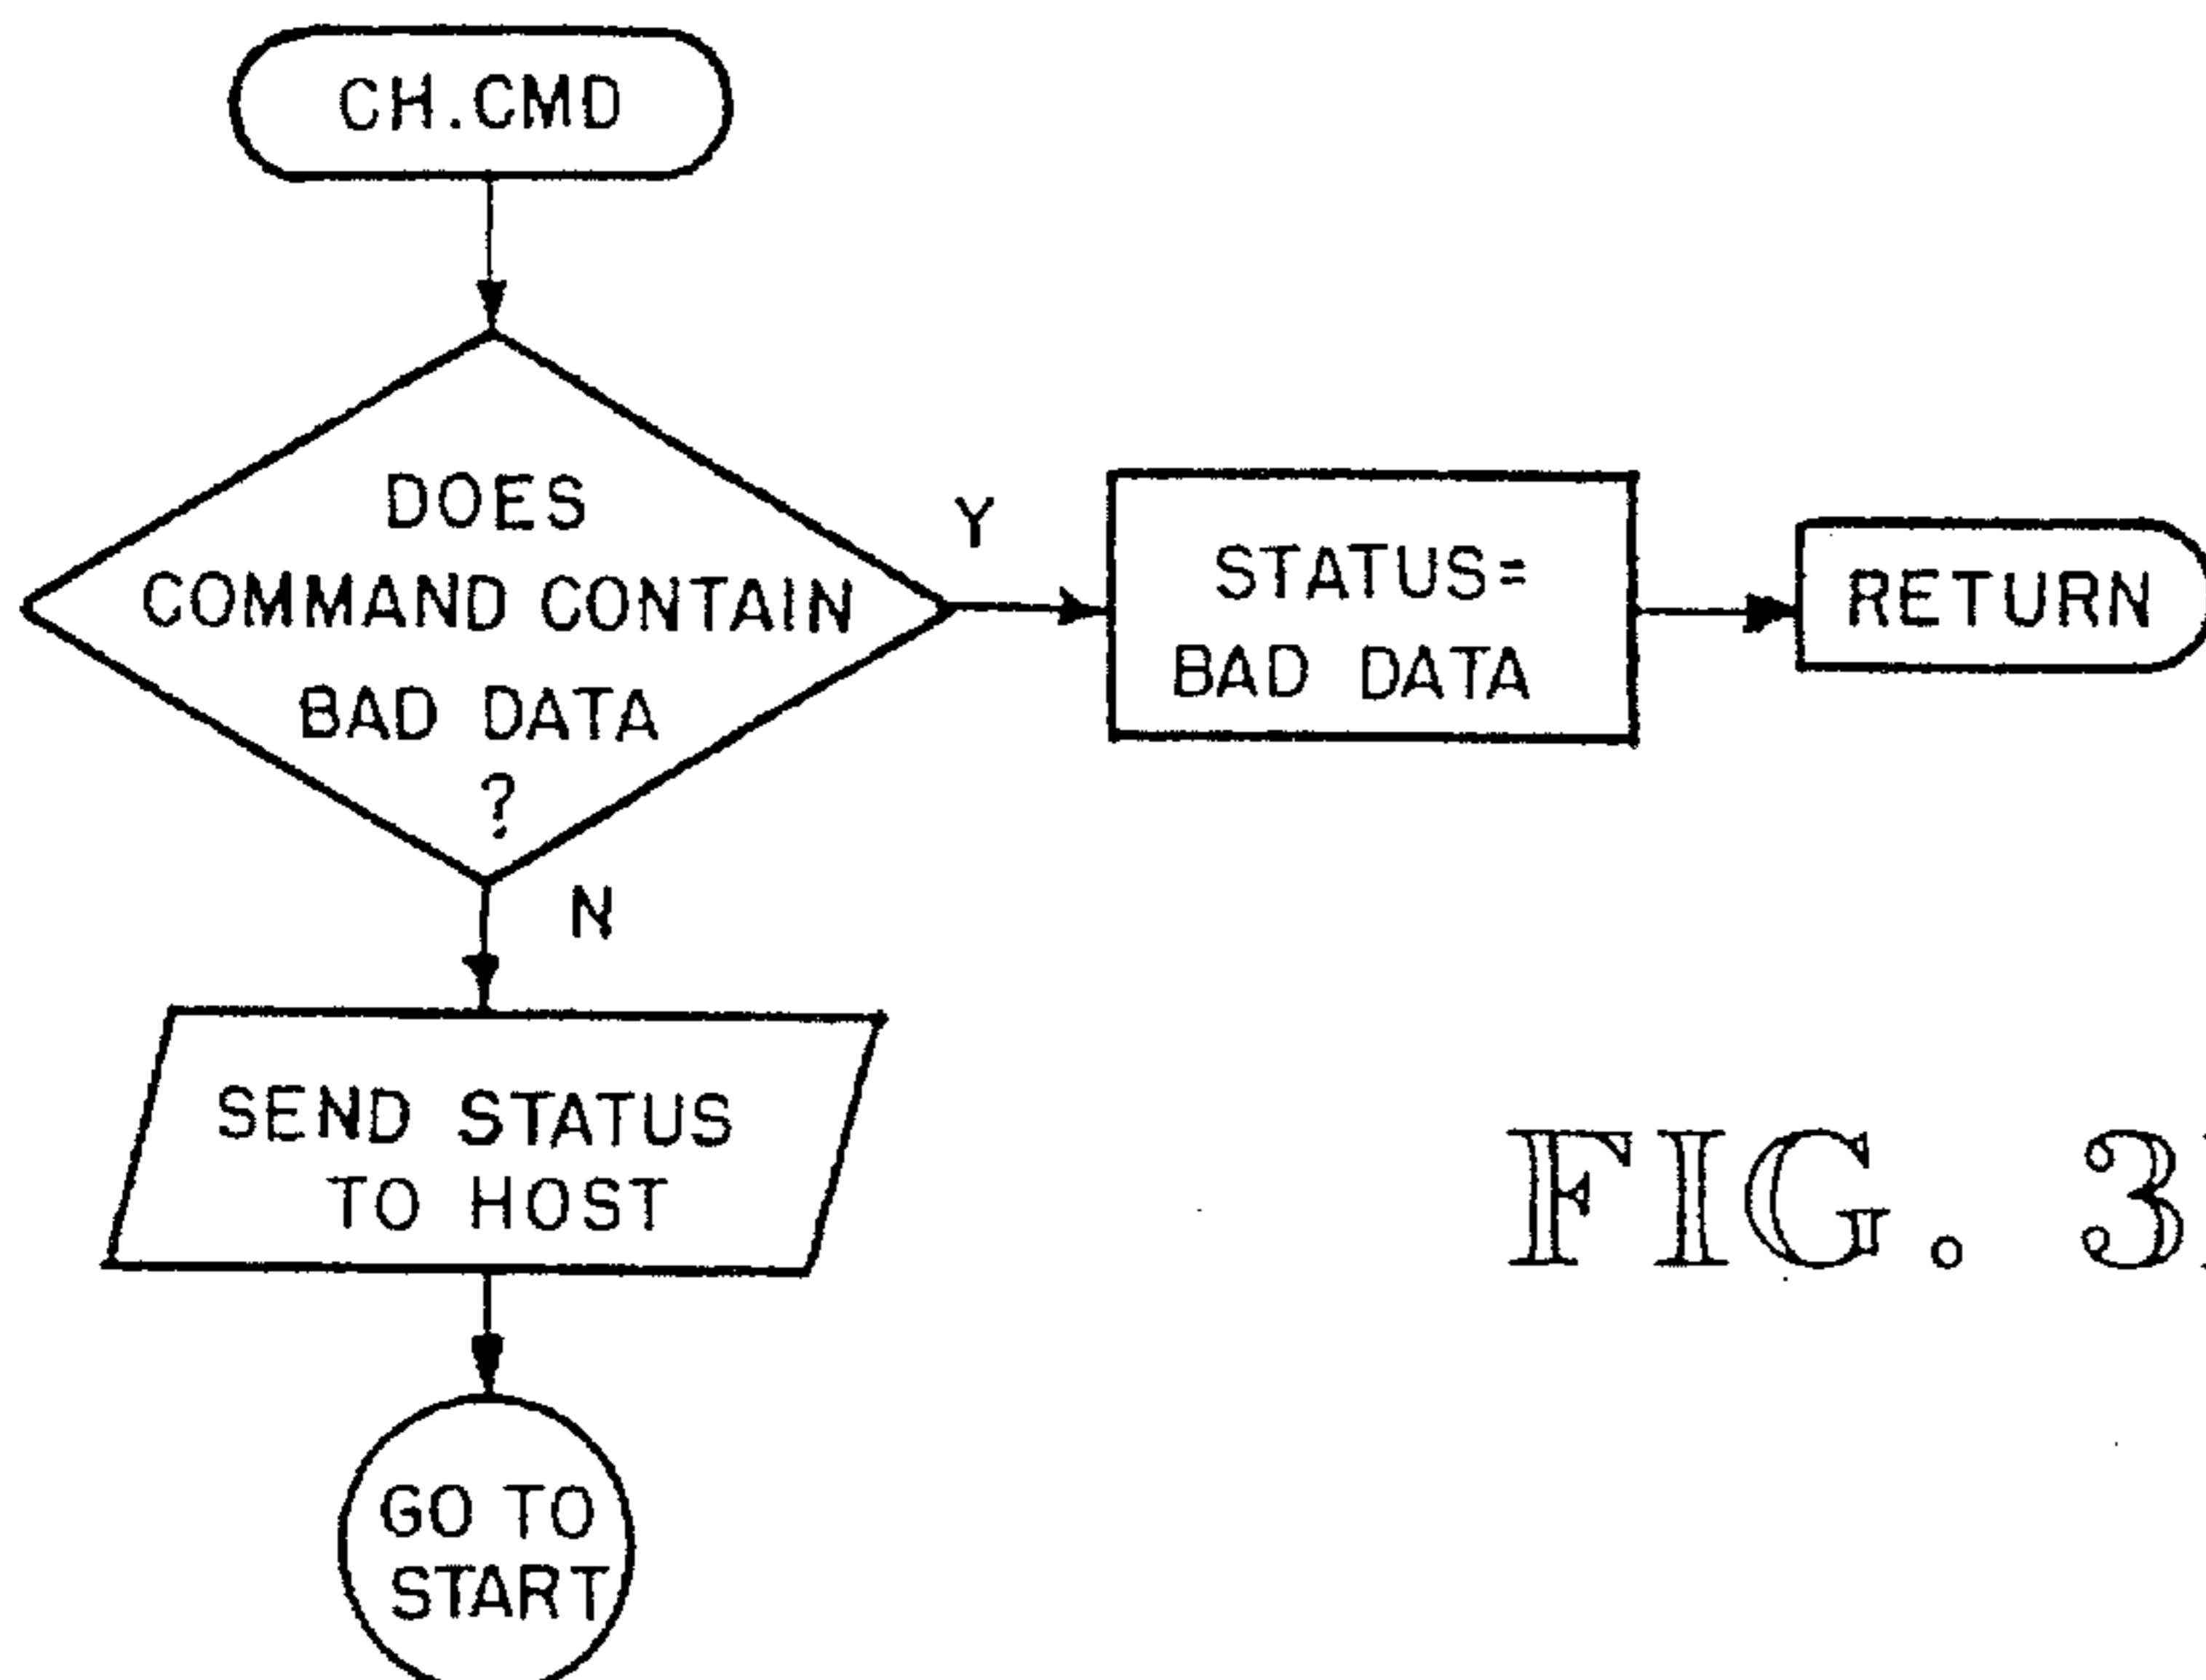 CH.CMD
DOES
COMMAND CONTAIN
BAD DATA
?
Y
STATUS=
BAD DATA
RETURN
N
SEND STATUS
TO HOST
GO TO
START
FIG. 3